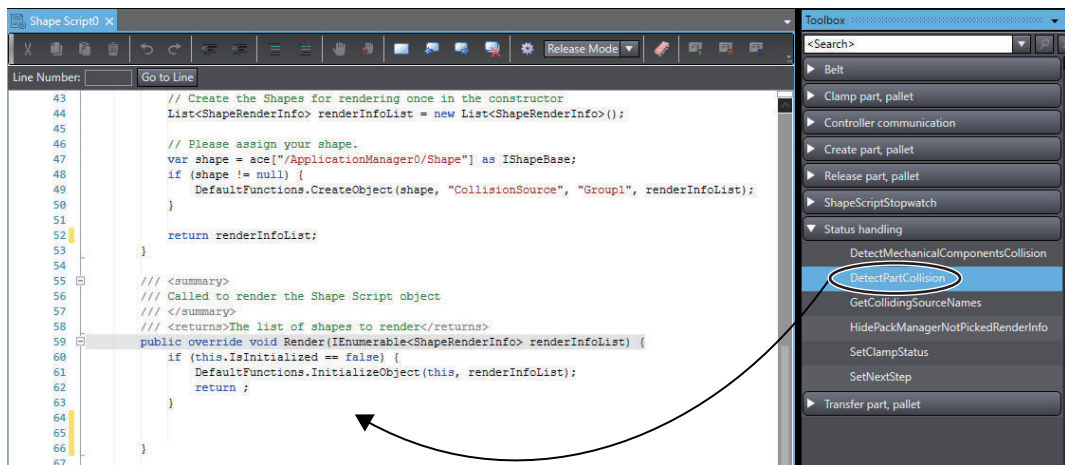 Shape Script0
Release Mode
Line Number:
Go to Line
43 // Create the Shapes for rendering once in the constructor
44 List<ShapeRenderInfo> renderInfoList = new List<ShapeRenderInfo>();
45
46 // Please assign your shape.
47 var shape = ace["/ApplicationManager0/Shape"] as IShapeBase;
48 if (shape != null) {
49 DefaultFunctions.CreateObject(shape, "CollisionSource", "Group1", renderInfoList);
50 }
51
52 return renderInfoList;
53 }
54
55 /// <summary>
56 /// Called to render the Shape Script object
57 /// </summary>
58 /// <returns>The list of shapes to render</returns>
59 public override void Render(IEnumerable<ShapeRenderInfo> renderInfoList) {
60 if (this.IsInitialized == false) {
61 DefaultFunctions.InitializeObject(this, renderInfoList);
62 return ;
63 }
64
65
66 }
67
Toolbox
<Search>
Belt
Clamp part, pallet
Controller communication
Create part, pallet
Release part, pallet
ShapeScriptStopwatch
Status handling
DetectMechanicalComponentsCollision
DetectPartCollision
GetCollidingSourceNames
HidePackManagerNotPickedRenderInfo
SetClampStatus
SetNextStep
Transfer part, pallet